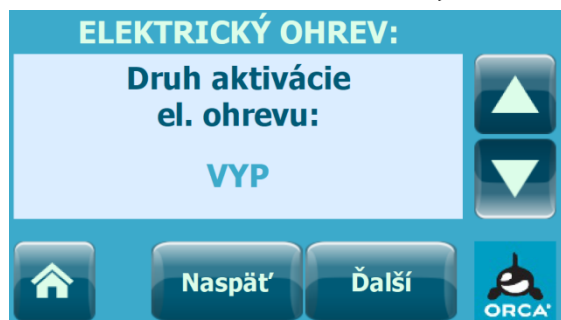 ELEKTRICKÝ OHREV:
Druh aktivácie
el. ohrevu:
VYP
Naspäť
Ďalší
ORCA